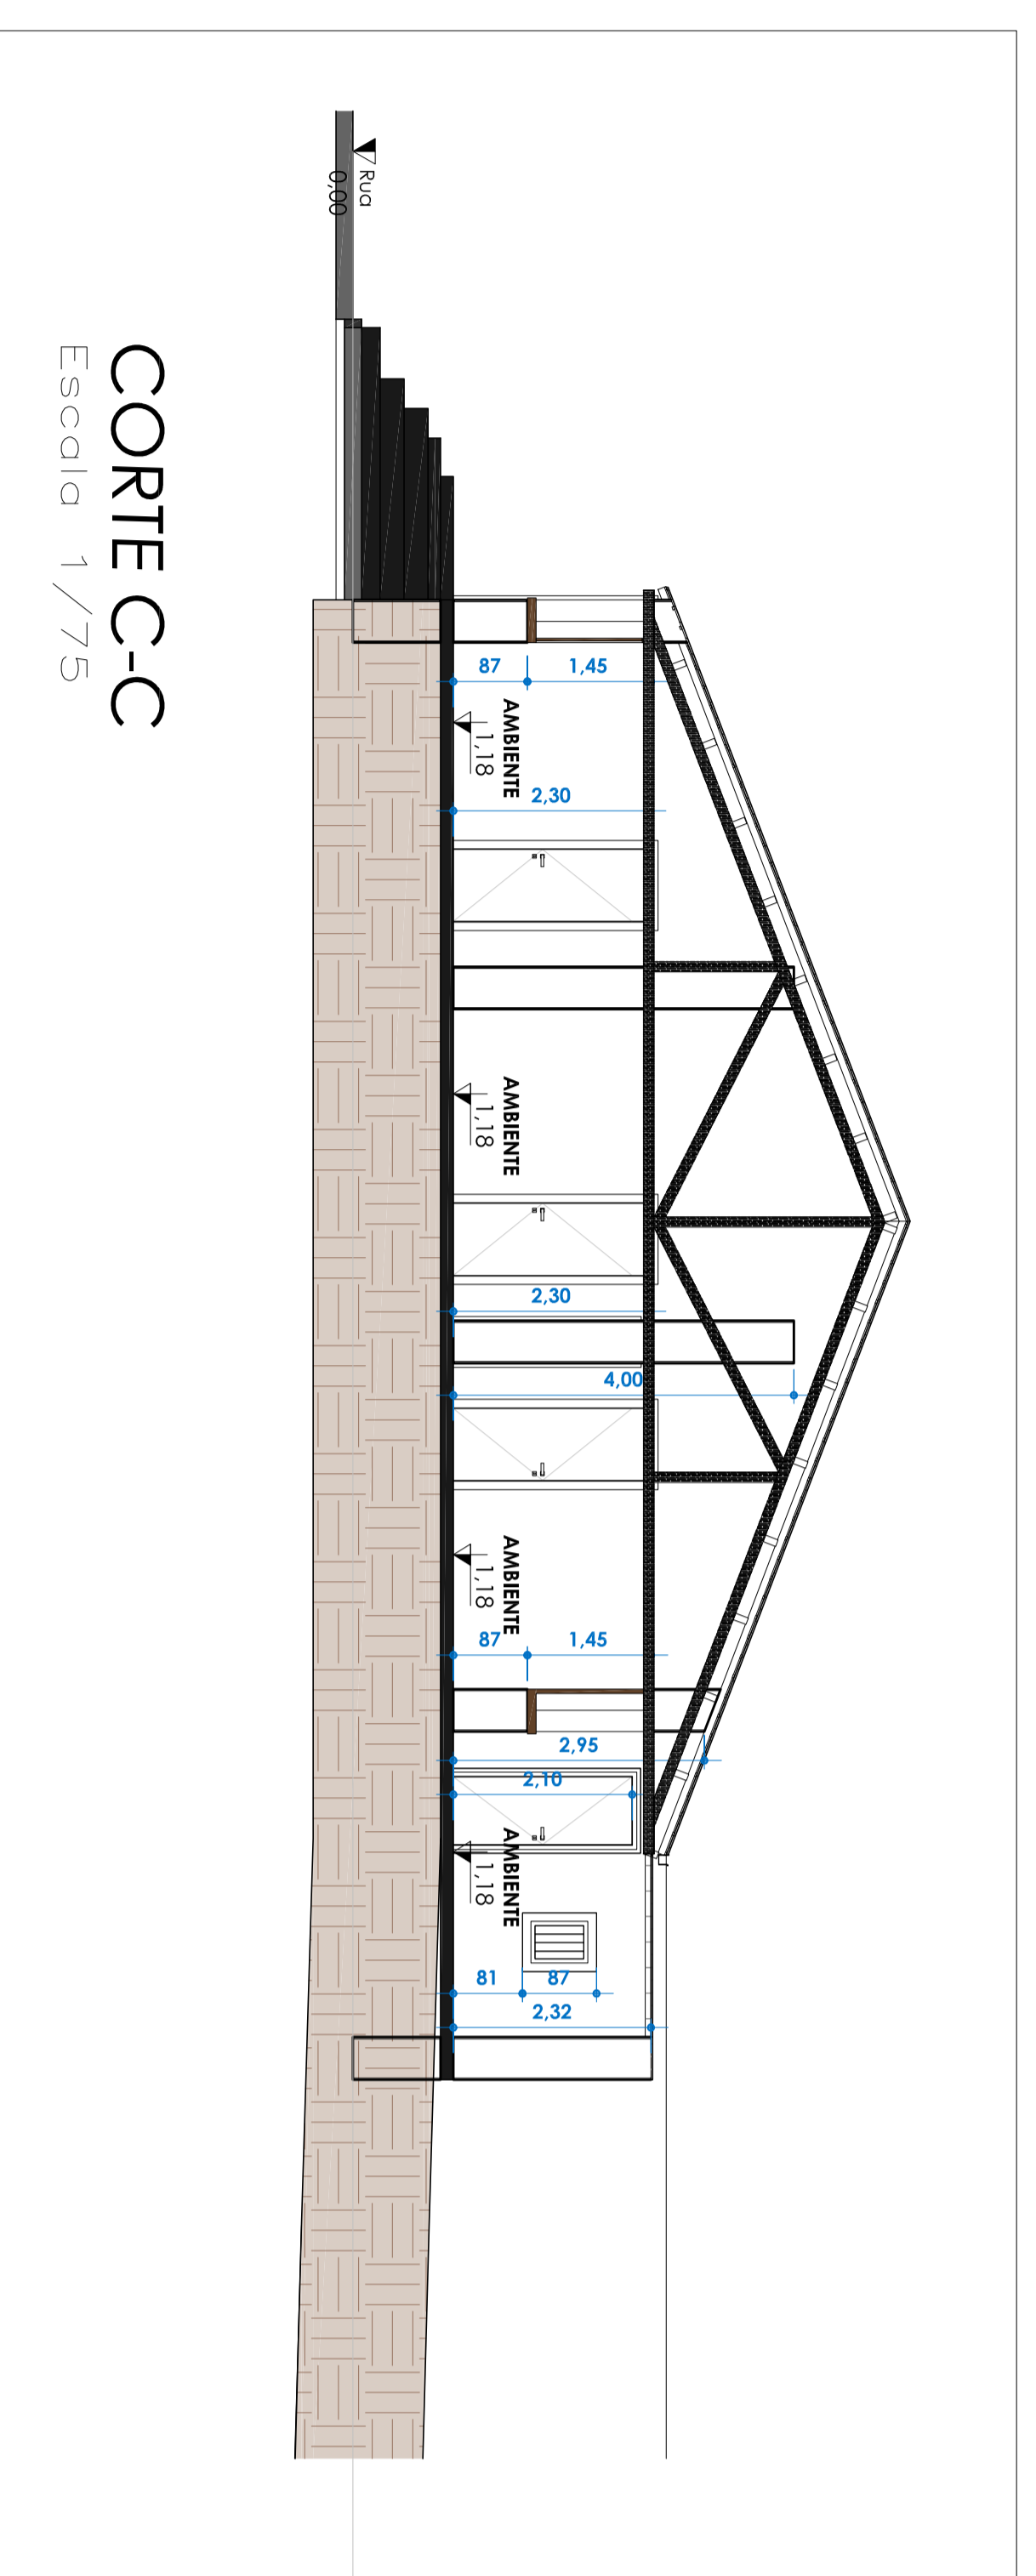 Rua
0,00
CORTE C-C
Escala 1/75
87
1,45
AMBIENTE
1,18
2,30
AMBIENTE
1,18
2,30
4,00
AMBIENTE
1,18
87
1,45
2,95
2,10
AMBIENTE
1,18
81
87
2,32